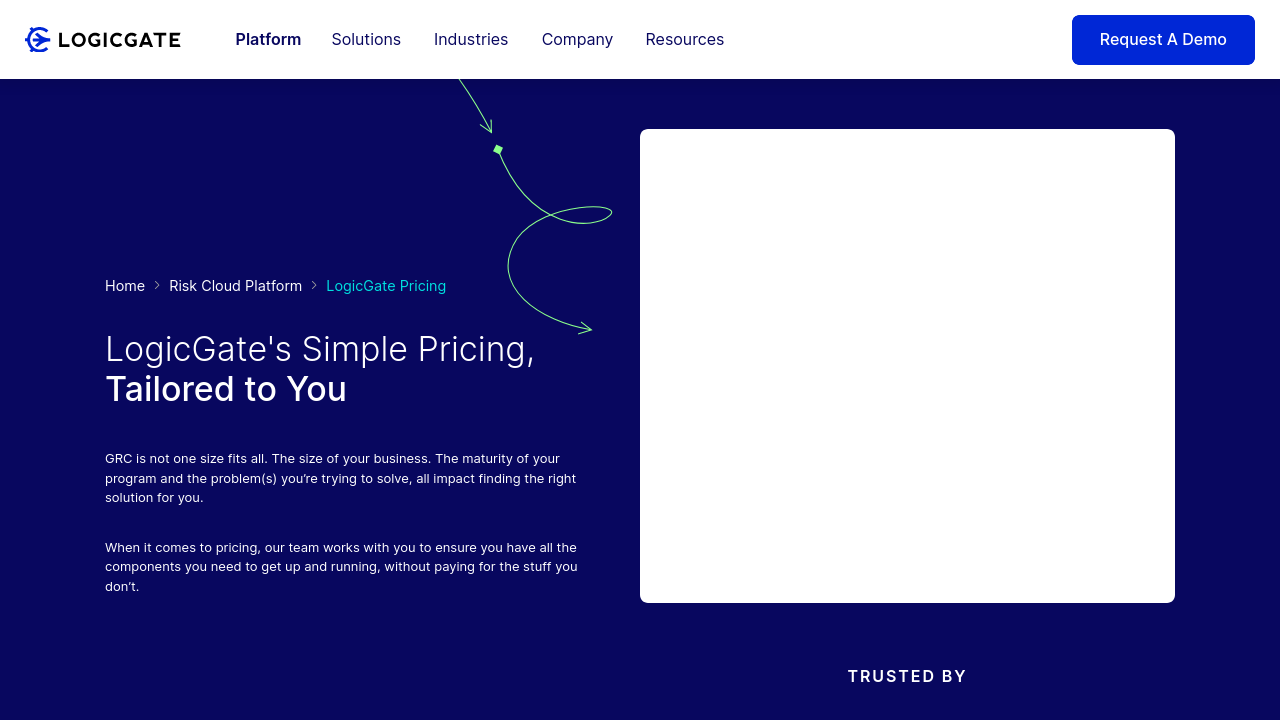 LOGICGATE
Platform Solutions Industries Company Resources
Request A Demo
Home > Risk Cloud Platform > LogicGate Pricing
LogicGate's Simple Pricing,
Tailored to You
GRC is not one size fits all. The size of your business. The maturity of your
program and the problem(s) you’re trying to solve, all impact finding the right
solution for you.
When it comes to pricing, our team works with you to ensure you have all the
components you need to get up and running, without paying for the stuff you
don’t.
TRUSTED BY